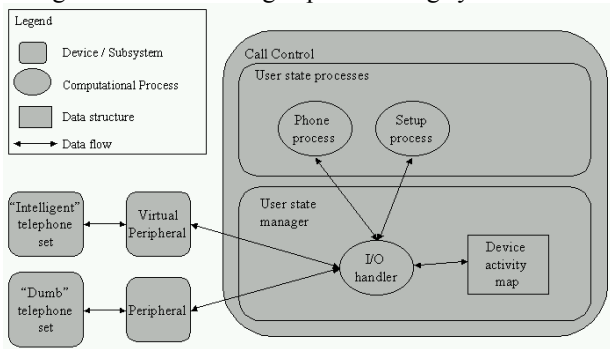 Legend
Device / Subsystem
Computational Process
Data structure
Data flow
Call Control
User state processes
Phone
process
Setup
process
"Intelligent"
telephone
set
Virtual
Peripheral
User state
manager
I/O
handler
Device
activity
map
"Dumb"
telephone
set
Peripheral